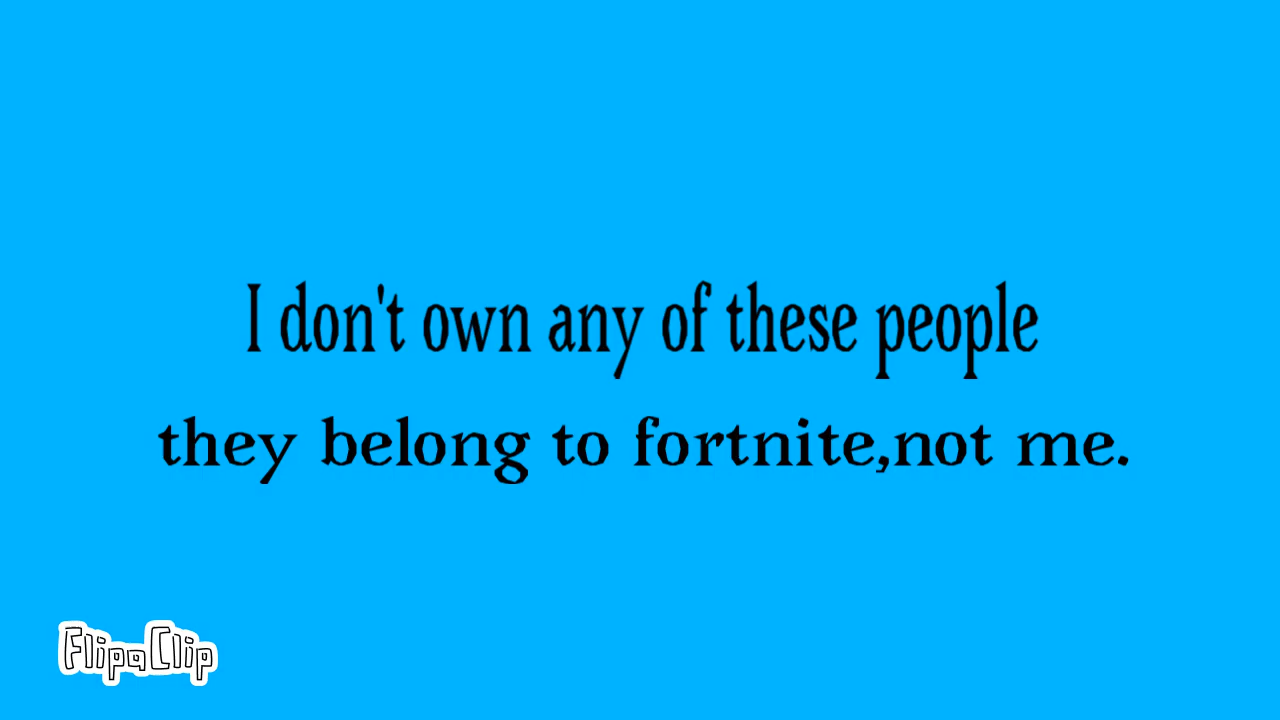 I don't own any of these people
they belong to fortnite,not me.
FlipaClip